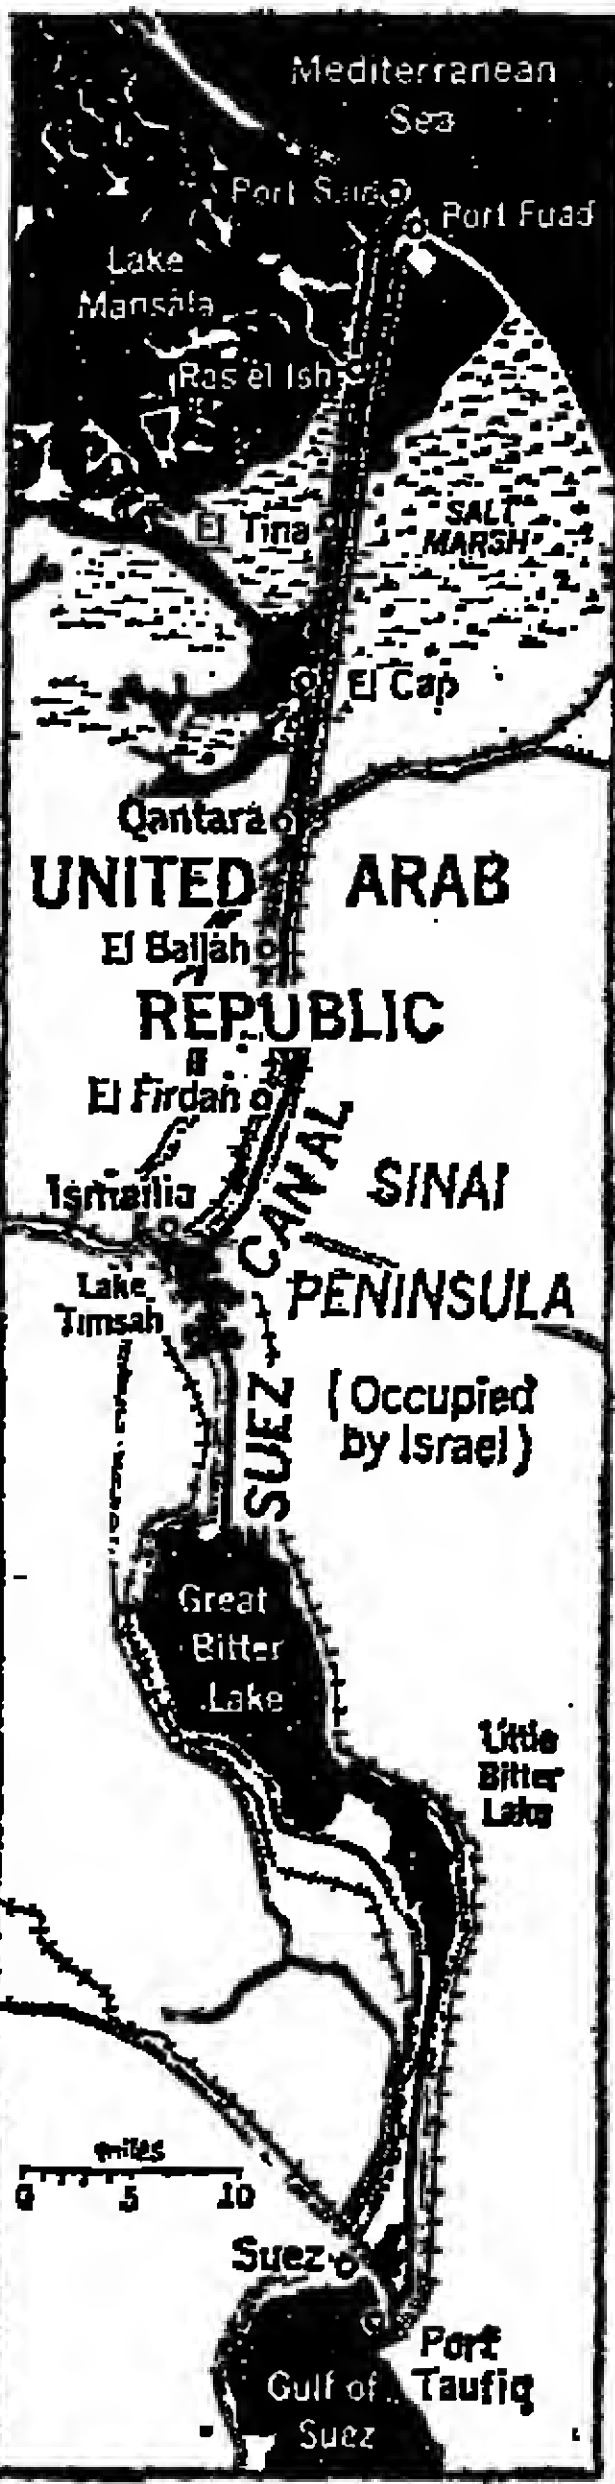 Mediterranean
Sea
Port Said
Port Fuad
Lake
Mansala
Ras el Ish
El Tina
SALT
MARSH
El Cap
Qantara
UNITED ARAB
El Ballah
REPUBLIC
El Firdan
SUEZ CANAL
SINAI
Ismailia
PENINSULA
Lake
Timsah
(Occupied
by Israel)
Great
Bitter
Lake
Little
Bitter
Lake
miles
0 5 10
Suez
Port
Taufiq
Gulf of
Suez